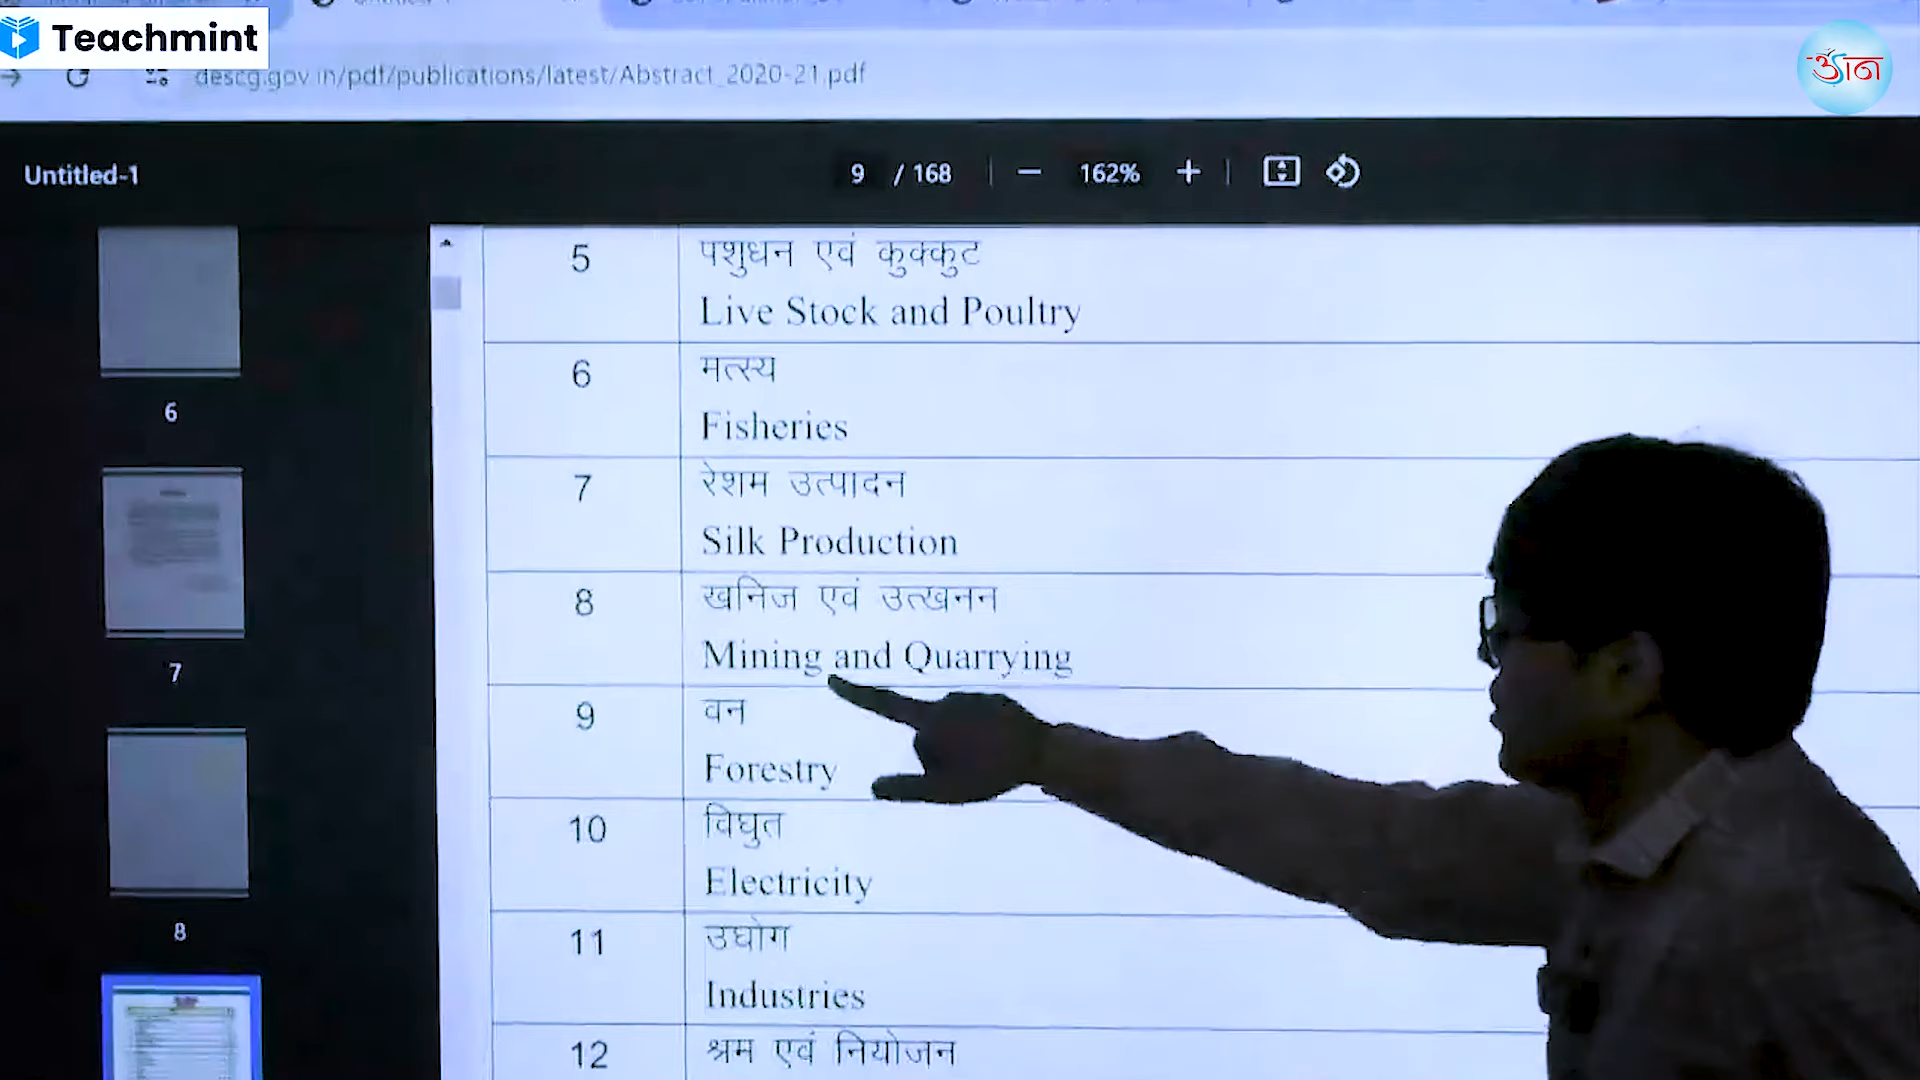 Teachmint
descg.gov.in/pdf/publications/latest/Abstract_2020-21.pdf
ज्ञान
Untitled-1
9 / 168
162%
5
पशुधन एवं कुक्कुट
Live Stock and Poultry
6
मत्स्य
Fisheries
7
रेशम उत्पादन
Silk Production
8
खनिज एवं उत्खनन
Mining and Quarrying
9
वन
Forestry
10
विघुत
Electricity
11
उघोग
Industries
12
श्रम एवं नियोजन
6
7
8